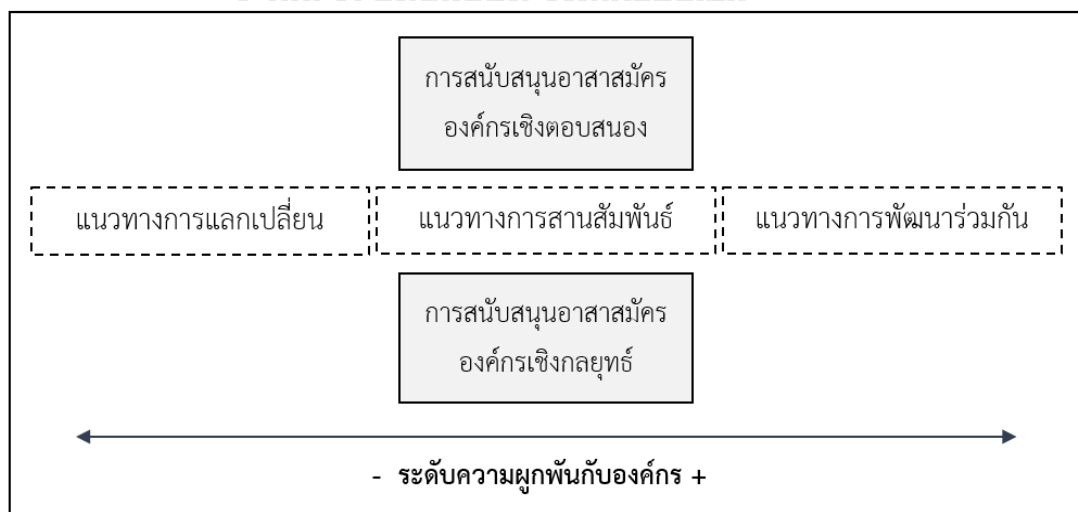 การสนับสนุนอาสาสมัคร
องค์กรเชิงตอบสนอง
แนวทางการแลกเปลี่ยน แนวทางการสานสัมพันธ์ แนวทางการพัฒนาร่วมกัน
การสนับสนุนอาสาสมัคร
องค์กรเชิงกลยุทธ์
- ระดับความผูกพันกับองค์กร +